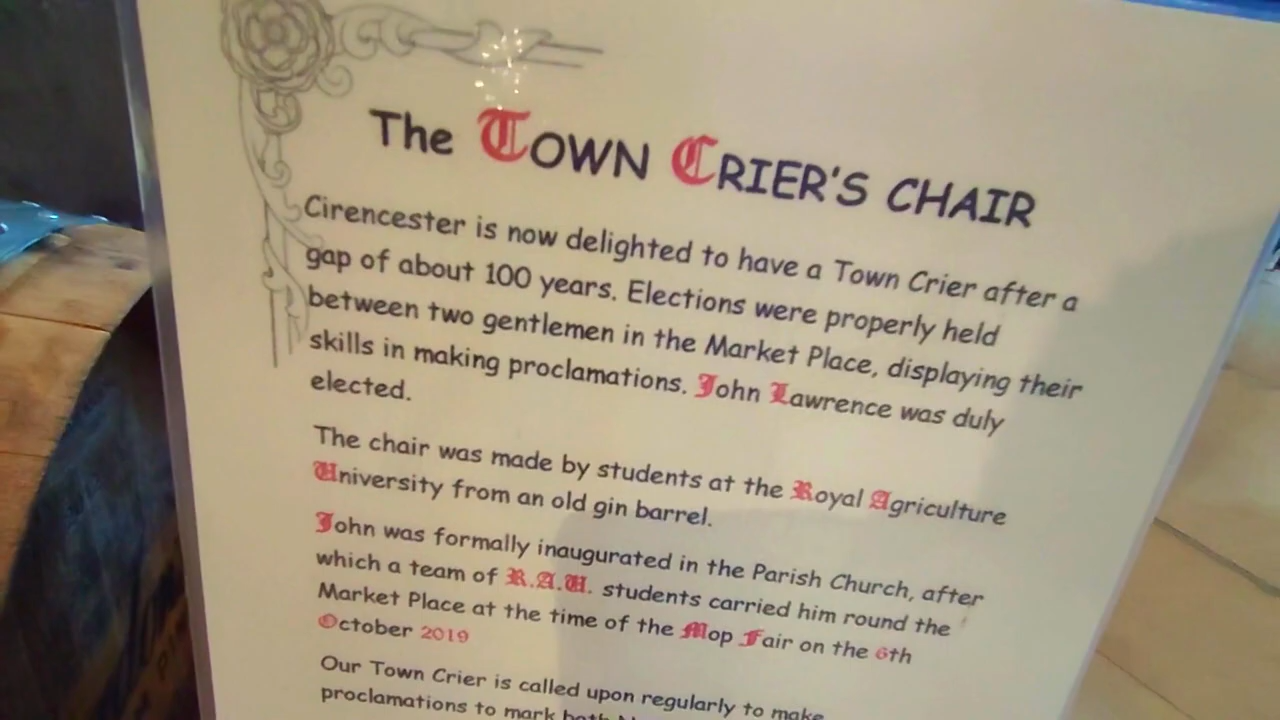 The TOWN CRIER'S CHAIR
Cirencester is now delighted to have a Town Crier after a
gap of about 100 years. Elections were properly held
between two gentlemen in the Market Place, displaying their
skills in making proclamations. John Lawrence was duly
elected.
The chair was made by students at the Royal Agriculture
University from an old gin barrel.
John was formally inaugurated in the Parish Church, after
which a team of R.A.U. students carried him round the
Market Place at the time of the Mop Fair on the 6th
October 2019
Our Town Crier is called upon regularly to make
proclamations to mark both